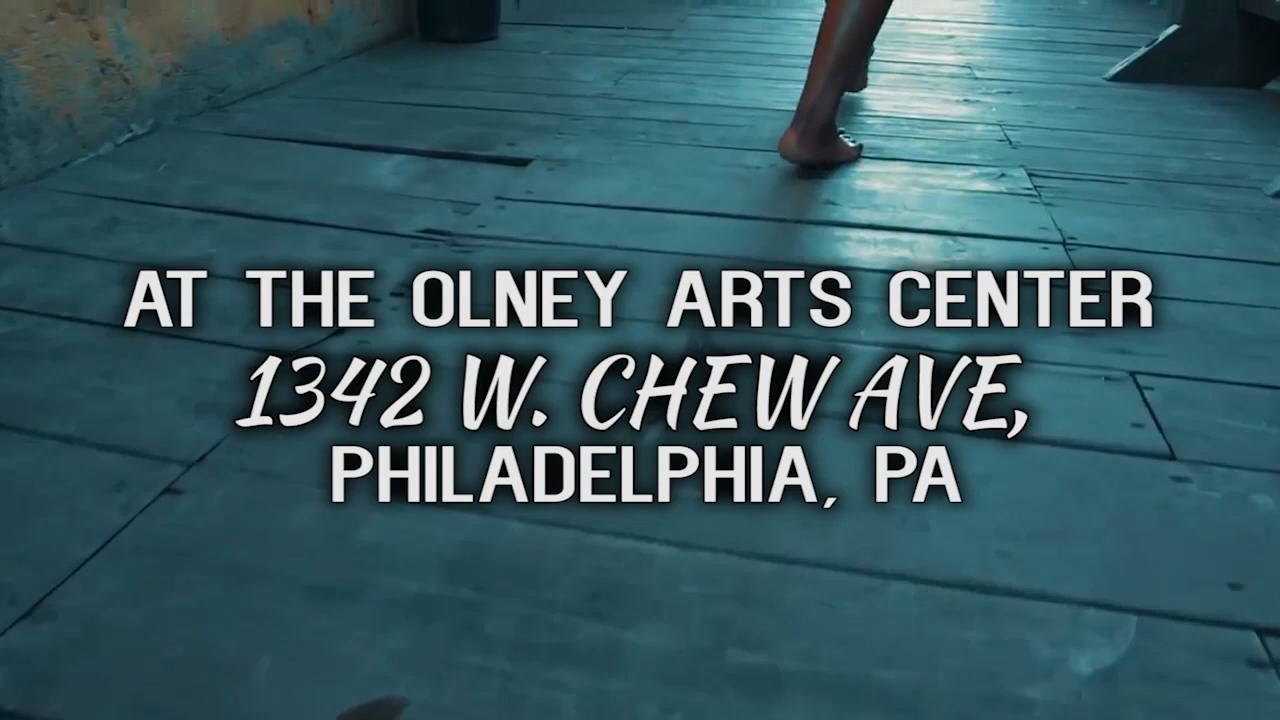 AT THE OLNEY ARTS CENTER
1342 W. CHEW AVE,
PHILADELPHIA, PA